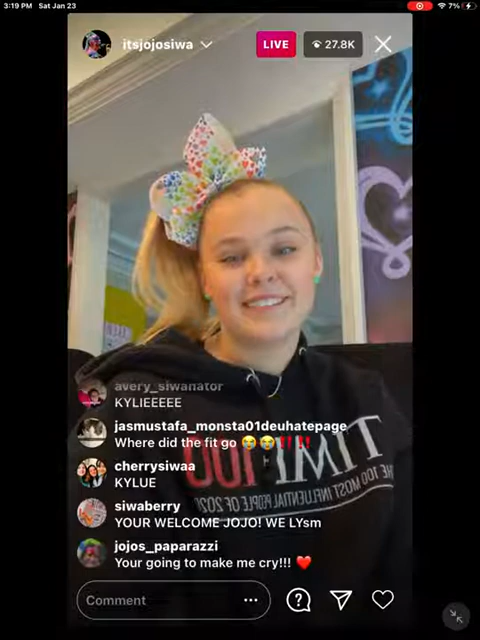 3:19 PM Sat Jan 23
7%
itsjojosiwa
LIVE
27.8K
avery_siwanator
KYLIEEEEE
jasmustafa_monsta01deuhatepage
Where did the fit go 😭😭‼️‼️
cherrysiwaa
KYLUE
siwaberry
YOUR WELCOME JOJO! WE LYsm
jojos_paparazzi
Your going to make me cry!!! ❤️
TIME 100
THE 100 MOST INFLUENTIAL PEOPLE OF 2020
Comment